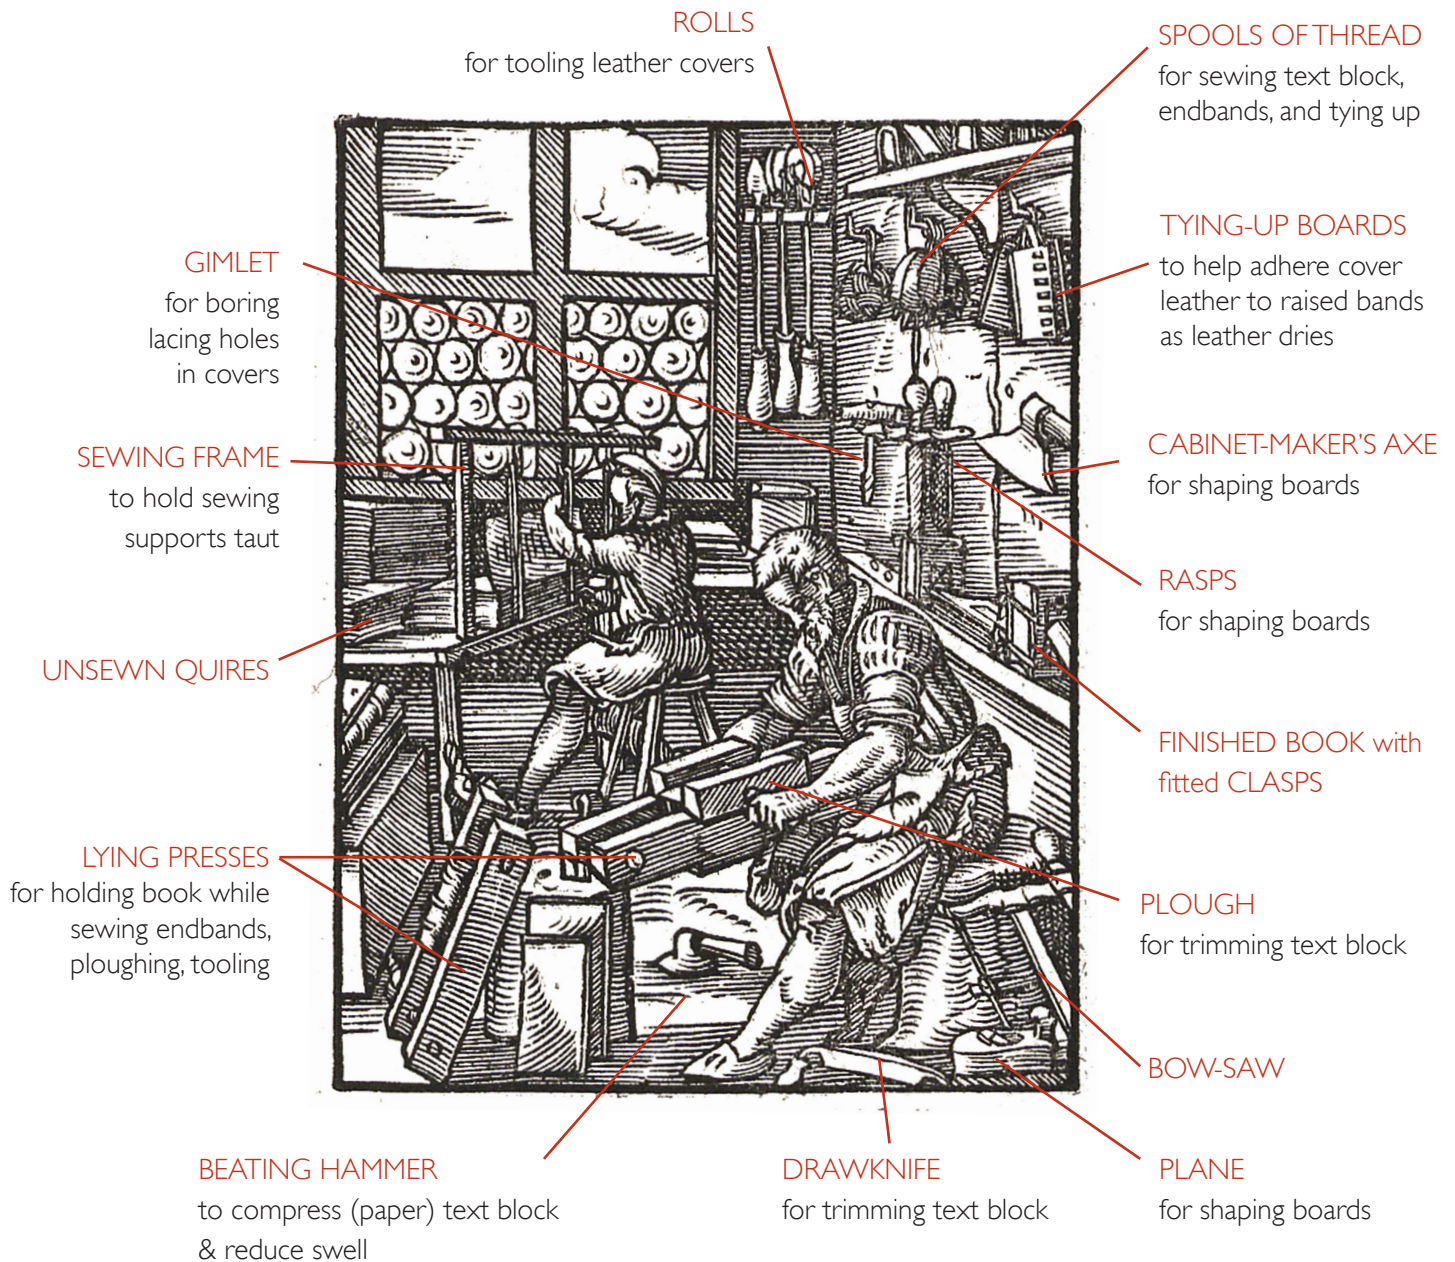 ROLLS
for tooling leather covers
SPOOLS OF THREAD
for sewing text block,
endbands, and tying up
TYING-UP BOARDS
to help adhere cover
leather to raised bands
as leather dries
GIMLET
for boring
lacing holes
in covers
SEWING FRAME
to hold sewing
supports taut
CABINET-MAKER'S AXE
for shaping boards
RASPS
for shaping boards
UNSEWN QUIRES
FINISHED BOOK with
fitted CLASPS
LYING PRESSES
for holding book while
sewing endbands,
ploughing, tooling
PLOUGH
for trimming text block
BOW-SAW
BEATING HAMMER
to compress (paper) text block
& reduce swell
DRAWKNIFE
for trimming text block
PLANE
for shaping boards